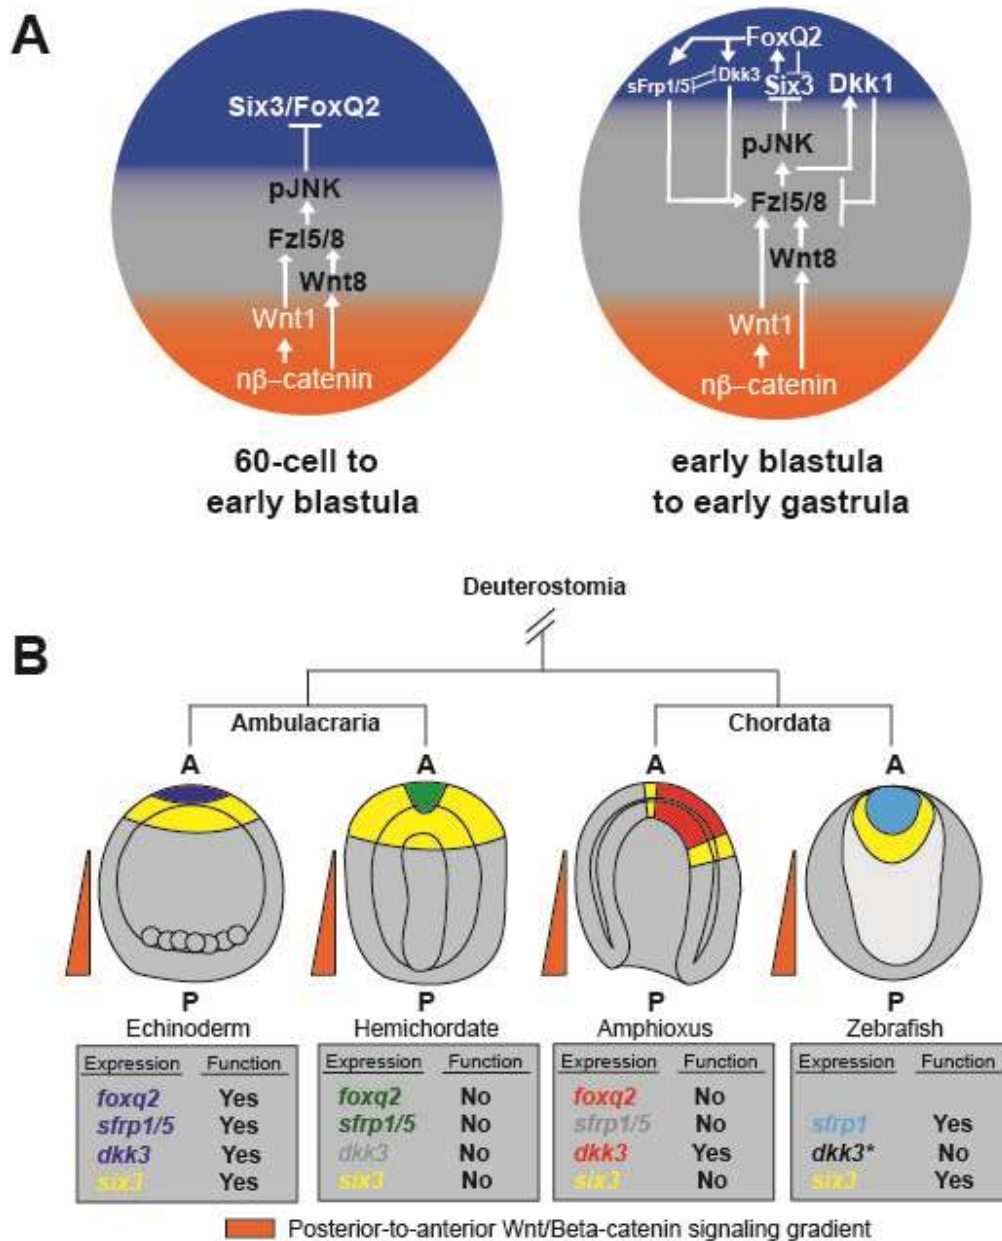 A
Six3/FoxQ2
pJNK
Fzl5/8
Wnt8
Wnt1
nβ–catenin
60-cell to
early blastula
FoxQ2
sFrp1/5
Dkk3
Six3
Dkk1
pJNK
Fzl5/8
Wnt8
Wnt1
nβ–catenin
early blastula
to early gastrula
B
Deuterostomia
Ambulacraria
Chordata
A
A
A
A
P
P
P
P
Echinoderm
Expression Function
foxq2 Yes
sfrp1/5 Yes
dkk3 Yes
six3 Yes
Hemichordate
Expression Function
foxq2 No
sfrp1/5 No
dkk3 No
six3 No
Amphioxus
Expression Function
foxq2 No
sfrp1/5 No
dkk3 Yes
six3 No
Zebrafish
Expression Function
sfrp1 Yes
dkk3* No
six3 Yes
Posterior-to-anterior Wnt/Beta-catenin signaling gradient